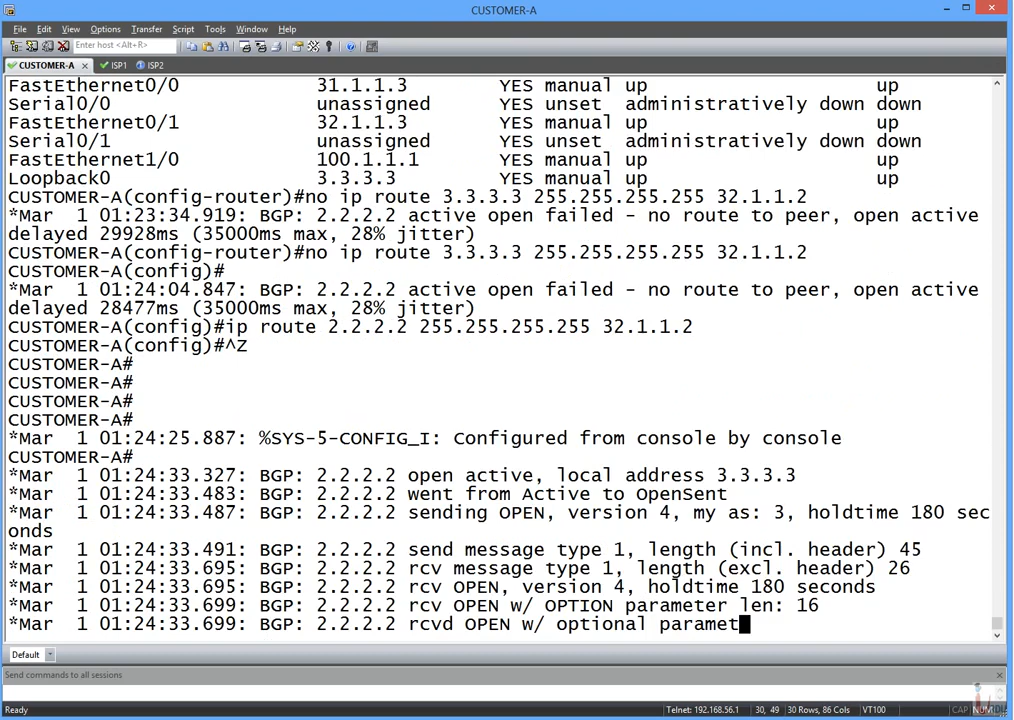 CUSTOMER-A
File Edit View Options Transfer Script Tools Window Help
Enter host <Alt+R>
CUSTOMER-A × ISP1 ISP2
FastEthernet0/0 31.1.1.3 YES manual up up
Serial0/0 unassigned YES unset administratively down down
FastEthernet0/1 32.1.1.3 YES manual up up
Serial0/1 unassigned YES unset administratively down down
FastEthernet1/0 100.1.1.1 YES manual up up
Loopback0 3.3.3.3 YES manual up up
CUSTOMER-A(config-router)#no ip route 3.3.3.3 255.255.255.255 32.1.1.2
*Mar 1 01:23:34.919: BGP: 2.2.2.2 active open failed - no route to peer, open active
delayed 29928ms (35000ms max, 28% jitter)
CUSTOMER-A(config-router)#no ip route 3.3.3.3 255.255.255.255 32.1.1.2
CUSTOMER-A(config)#
*Mar 1 01:24:04.847: BGP: 2.2.2.2 active open failed - no route to peer, open active
delayed 28477ms (35000ms max, 28% jitter)
CUSTOMER-A(config)#ip route 2.2.2.2 255.255.255.255 32.1.1.2
CUSTOMER-A(config)#^Z
CUSTOMER-A#
CUSTOMER-A#
CUSTOMER-A#
CUSTOMER-A#
*Mar 1 01:24:25.887: %SYS-5-CONFIG_I: Configured from console by console
CUSTOMER-A#
*Mar 1 01:24:33.327: BGP: 2.2.2.2 open active, local address 3.3.3.3
*Mar 1 01:24:33.483: BGP: 2.2.2.2 went from Active to OpenSent
*Mar 1 01:24:33.487: BGP: 2.2.2.2 sending OPEN, version 4, my as: 3, holdtime 180 sec
onds
*Mar 1 01:24:33.491: BGP: 2.2.2.2 send message type 1, length (incl. header) 45
*Mar 1 01:24:33.695: BGP: 2.2.2.2 rcv message type 1, length (excl. header) 26
*Mar 1 01:24:33.695: BGP: 2.2.2.2 rcv OPEN, version 4, holdtime 180 seconds
*Mar 1 01:24:33.699: BGP: 2.2.2.2 rcv OPEN w/ OPTION parameter len: 16
*Mar 1 01:24:33.699: BGP: 2.2.2.2 rcvd OPEN w/ optional paramet
Default
Send commands to all sessions
Ready Telnet: 192.168.56.1 30, 49 30 Rows, 86 Cols VT100 CAP NUM